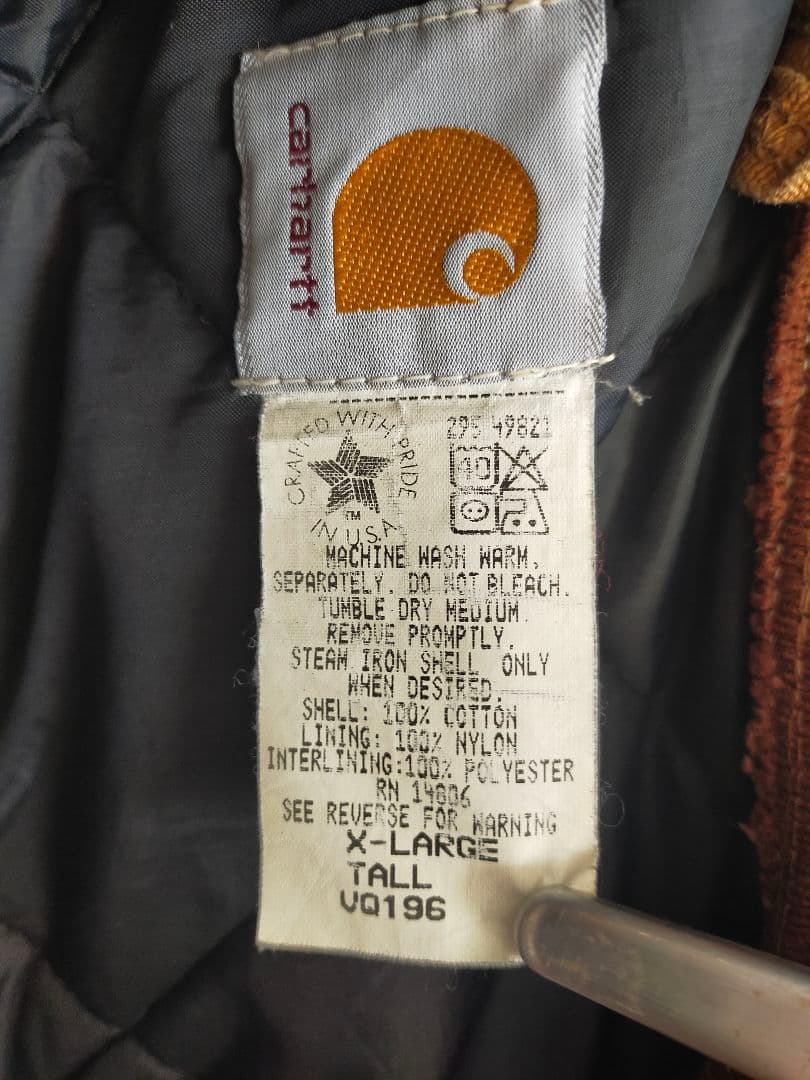 carhartt
CRAFTED WITH PRIDE
IN U.S.A
TM
295 49821
40
MACHINE WASH WARM,
SEPARATELY. DO NOT BLEACH.
TUMBLE DRY MEDIUM.
REMOVE PROMPTLY.
STEAM IRON SHELL ONLY
WHEN DESIRED.
SHELL: 100% COTTON
LINING: 100% NYLON
INTERLINING:100% POLYESTER
RN 14806
SEE REVERSE FOR WARNING
X-LARGE
TALL
VQ196